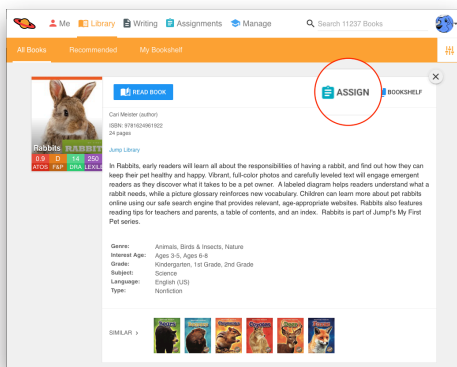 Me Library Writing Assignments Manage Search 11237 Books
All Books Recommended My Bookshelf
READ BOOK ASSIGN BOOKSHELF
Cari Meister (author)
ISBN: 9781624961922
24 pages
Jump Library
Rabbits RABBITS
0.9 D 14 250
ATOS F&P DRA LEXILE
In Rabbits, early readers will learn all about the responsibilities of having a rabbit, and find out how they can
keep their pet healthy and happy. Vibrant, full-color photos and carefully leveled text will engage emergent
readers as they discover what it takes to be a pet owner. A labeled diagram helps readers understand what a
rabbit needs, while a picture glossary reinforces new vocabulary. Children can learn more about pet rabbits
online using our safe search engine that provides relevant, age-appropriate websites. Rabbits also features
reading tips for teachers and parents, a table of contents, and an index. Rabbits is part of Jump!'s My First
Pet series.
Genre: Animals, Birds & Insects, Nature
Interest Age: Ages 3-5, Ages 6-8
Grade: Kindergarten, 1st Grade, 2nd Grade
Subject: Science
Language: English (US)
Type: Nonfiction
SIMILAR